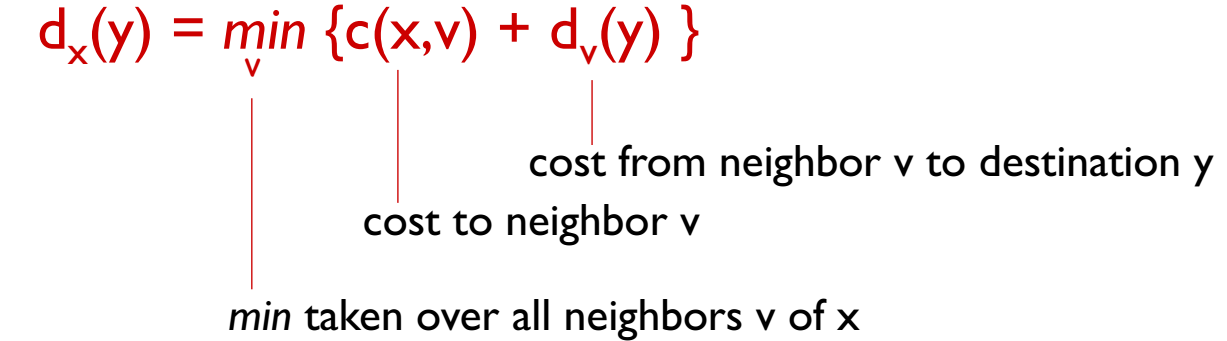 dₓ(y) = min {c(x,v) + dᵥ(y) }
v
cost from neighbor v to destination y
cost to neighbor v
min taken over all neighbors v of x